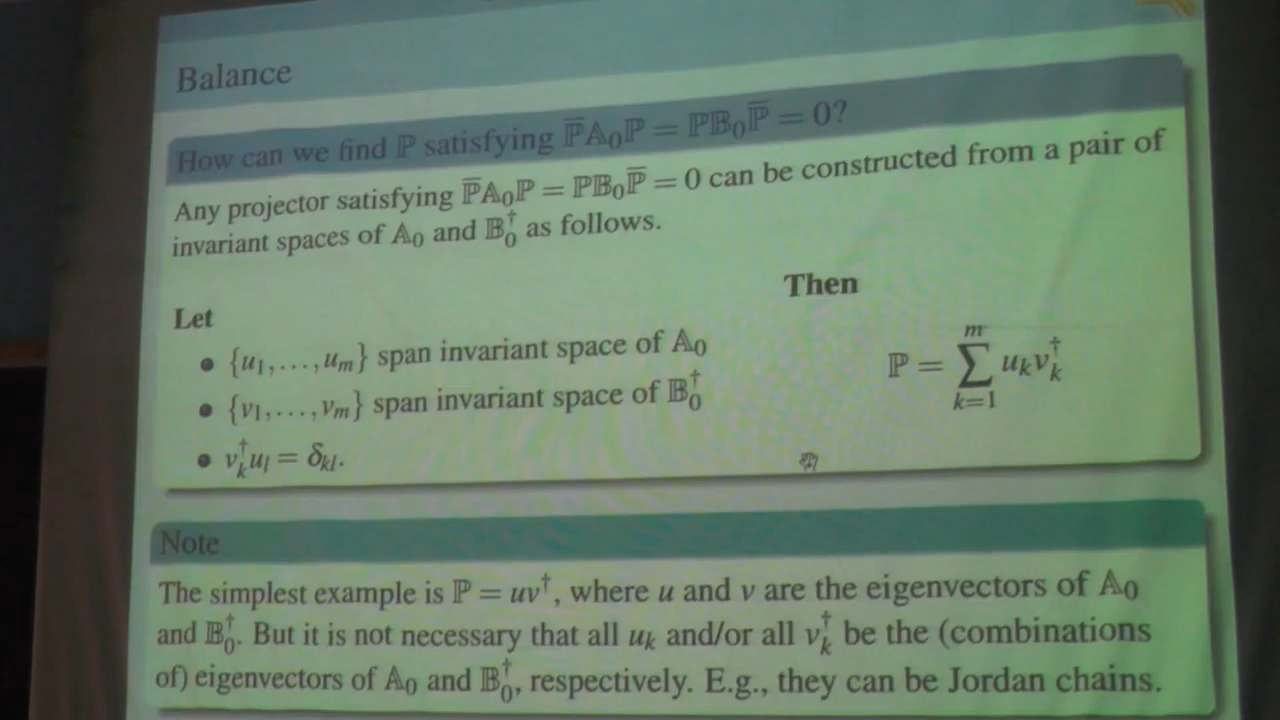 Balance
How can we find ℙ satisfying ℙ̅𝔸₀ℙ = ℙ𝔹₀ℙ̅ = 0?
Any projector satisfying ℙ̅𝔸₀ℙ = ℙ𝔹₀ℙ̅ = 0 can be constructed from a pair of
invariant spaces of 𝔸₀ and 𝔹₀† as follows.
Let
• {u₁,…,uₘ} span invariant space of 𝔸₀
• {v₁,…,vₘ} span invariant space of 𝔹₀†
• vₖ†uₗ = δₖₗ.
Then
ℙ = ∑ₖ₌₁ᵐ uₖvₖ†
Note
The simplest example is ℙ = uv†, where u and v are the eigenvectors of 𝔸₀
and 𝔹₀†. But it is not necessary that all uₖ and/or all vₖ† be the (combinations
of) eigenvectors of 𝔸₀ and 𝔹₀†, respectively. E.g., they can be Jordan chains.